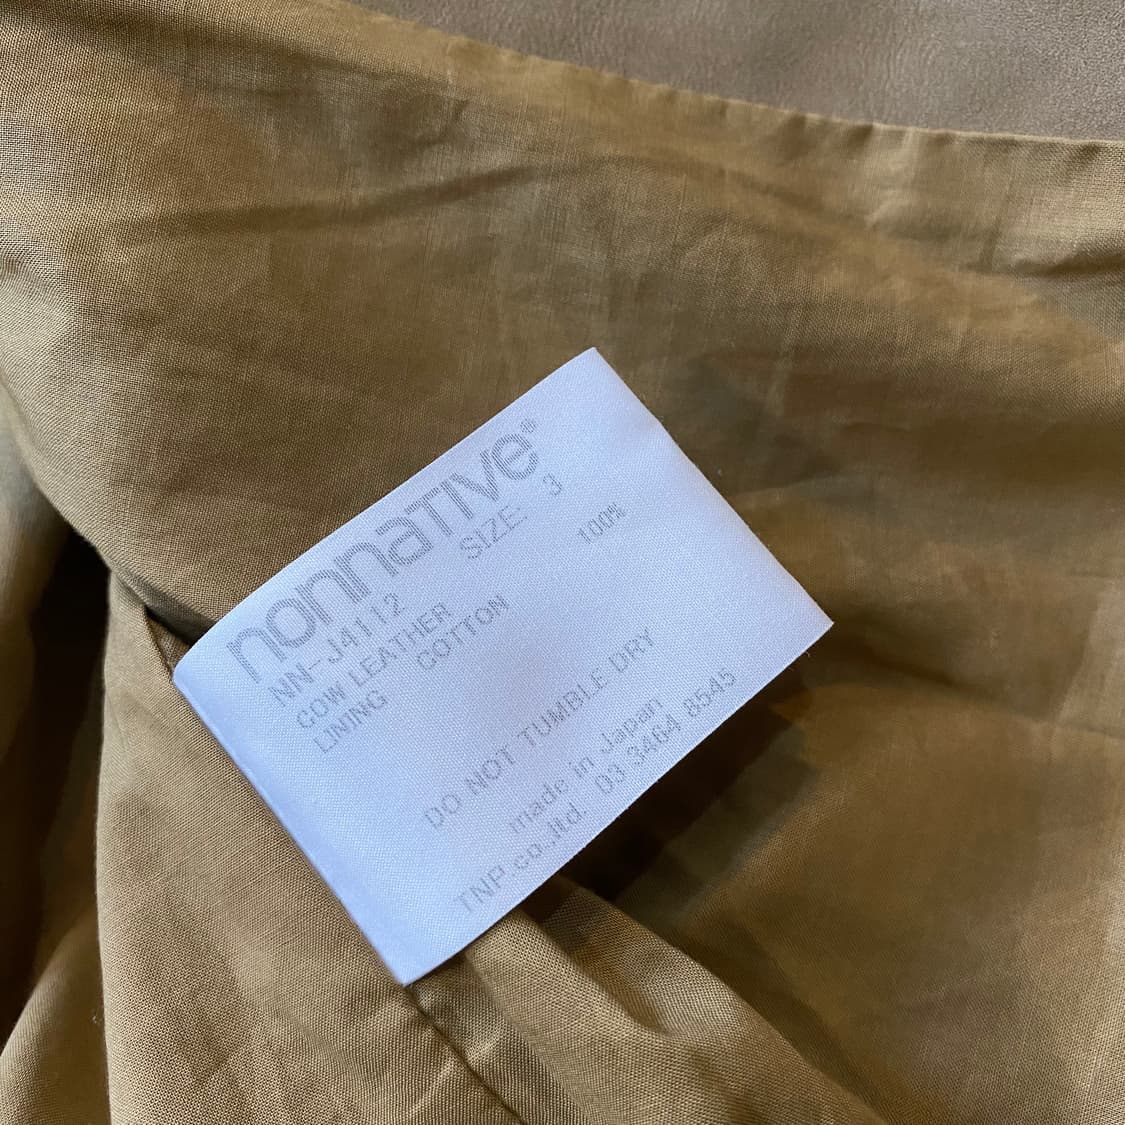 nonnaTIVE®
SIZE: 3
NN-J4112
COW LEATHER
LINING COTTON 100%
DO NOT TUMBLE DRY
made in Japan
TNP.co.,ltd. 03 3464 8545